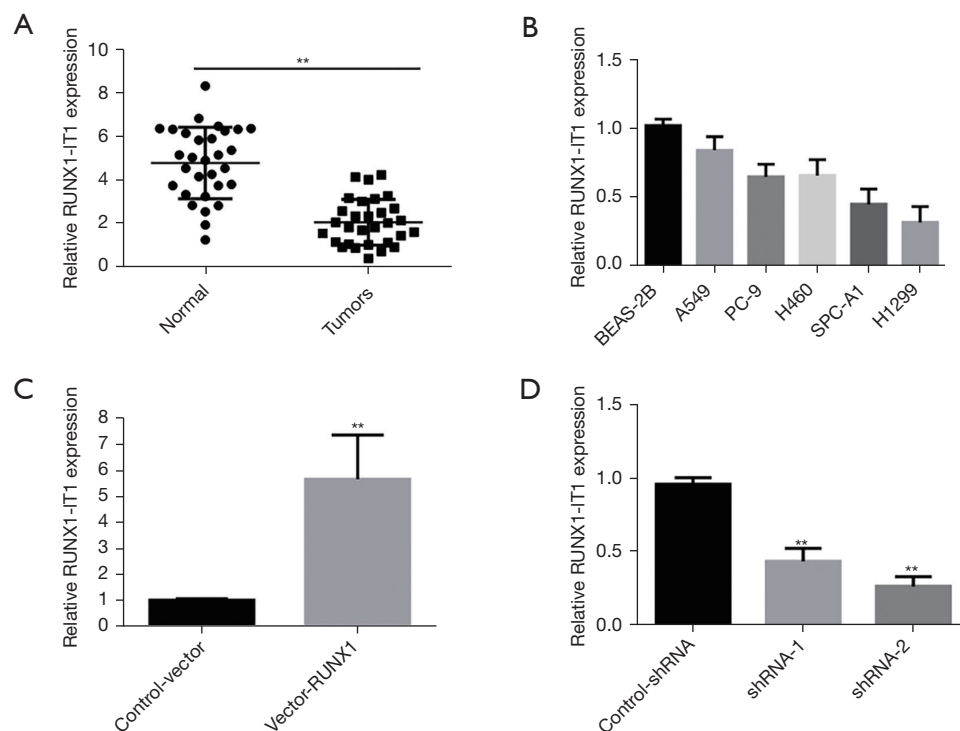 A
Relative RUNX1-IT1 expression
10
8
6
4
2
0
**
Normal
Tumors
B
Relative RUNX1-IT1 expression
1.5
1.0
0.5
0.0
BEAS-2B
A549
PC-9
H460
SPC-A1
H1299
C
Relative RUNX1-IT1 expression
8
7
6
5
4
3
2
1
0
**
Control-vector
Vector-RUNX1
D
Relative RUNX1-IT1 expression
1.5
1.0
0.5
0.0
**
**
Control-shRNA
shRNA-1
shRNA-2